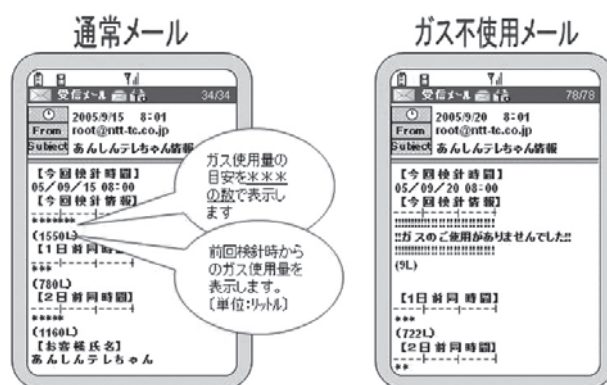 通常メール
受信メール 34/34
2005/9/15 8:01
From root@ntt-tc.co.jp
Subject あんしんテレちゃん情報
【今回検針時間】
05/09/15 08:00
【今回検針情報】
*******
(1550L)
【1日前同時間】
***
(780L)
【2日前同時間】
*****
(1160L)
【お客様氏名】
あんしんテレちゃん
ガス使用量の
目安を***
の数で表示し
ます
前回検針時から
のガス使用量を
表示します。
〔単位:リットル〕
ガス不使用メール
受信メール 78/78
2005/9/20 8:01
From root@ntt-tc.co.jp
Subject あんしんテレちゃん情報
【今回検針時間】
05/09/20 08:00
【今回検針情報】
!!!!!!!!!!!!!!!!!!!!!!!!
!!ガスのご使用がありませんでした!!
!!!!!!!!!!!!!!!!!!!!!!!!
(9L)
【1日前同時間】
***
(722L)
【2日前同時間】
**